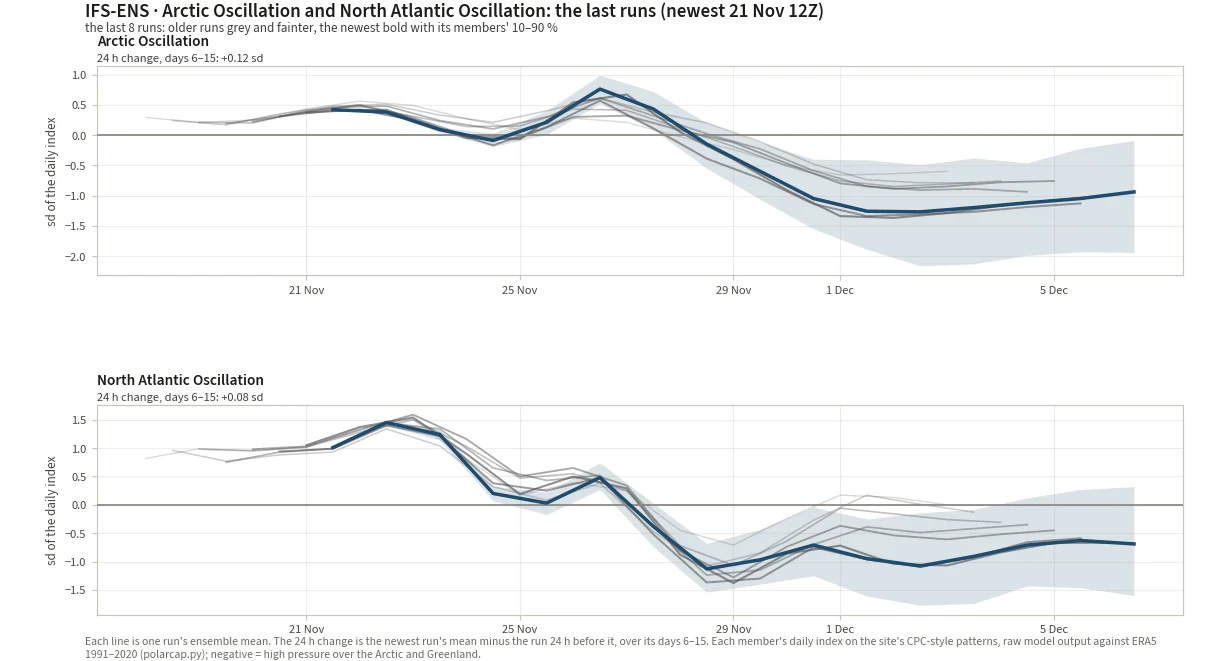 IFS-ENS · Arctic Oscillation and North Atlantic Oscillation: the last runs (newest 21 Nov 12Z)
the last 8 runs: older runs grey and fainter, the newest bold with its members' 10–90 %
Arctic Oscillation
24 h change, days 6–15: +0.12 sd
1.0
0.5
0.0
−0.5
−1.0
−1.5
−2.0
sd of the daily index
21 Nov
25 Nov
29 Nov
1 Dec
5 Dec
North Atlantic Oscillation
24 h change, days 6–15: +0.08 sd
1.5
1.0
0.5
0.0
−0.5
−1.0
−1.5
sd of the daily index
21 Nov
25 Nov
29 Nov
1 Dec
5 Dec
Each line is one run's ensemble mean. The 24 h change is the newest run's mean minus the run 24 h before it, over its days 6–15. Each member's daily index on the site's CPC-style patterns, raw model output against ERA5
1991–2020 (polarcap.py); negative = high pressure over the Arctic and Greenland.